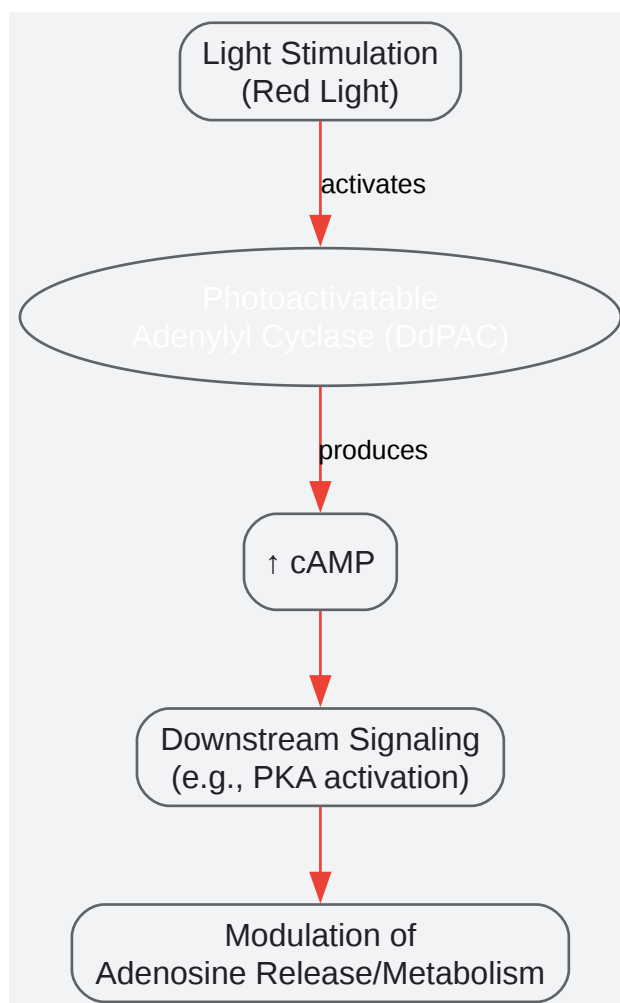 Light Stimulation
(Red Light)
activates
Photoactivatable
Adenylyl Cyclase (DdPAC)
produces
↑ cAMP
Downstream Signaling
(e.g., PKA activation)
Modulation of
Adenosine Release/Metabolism